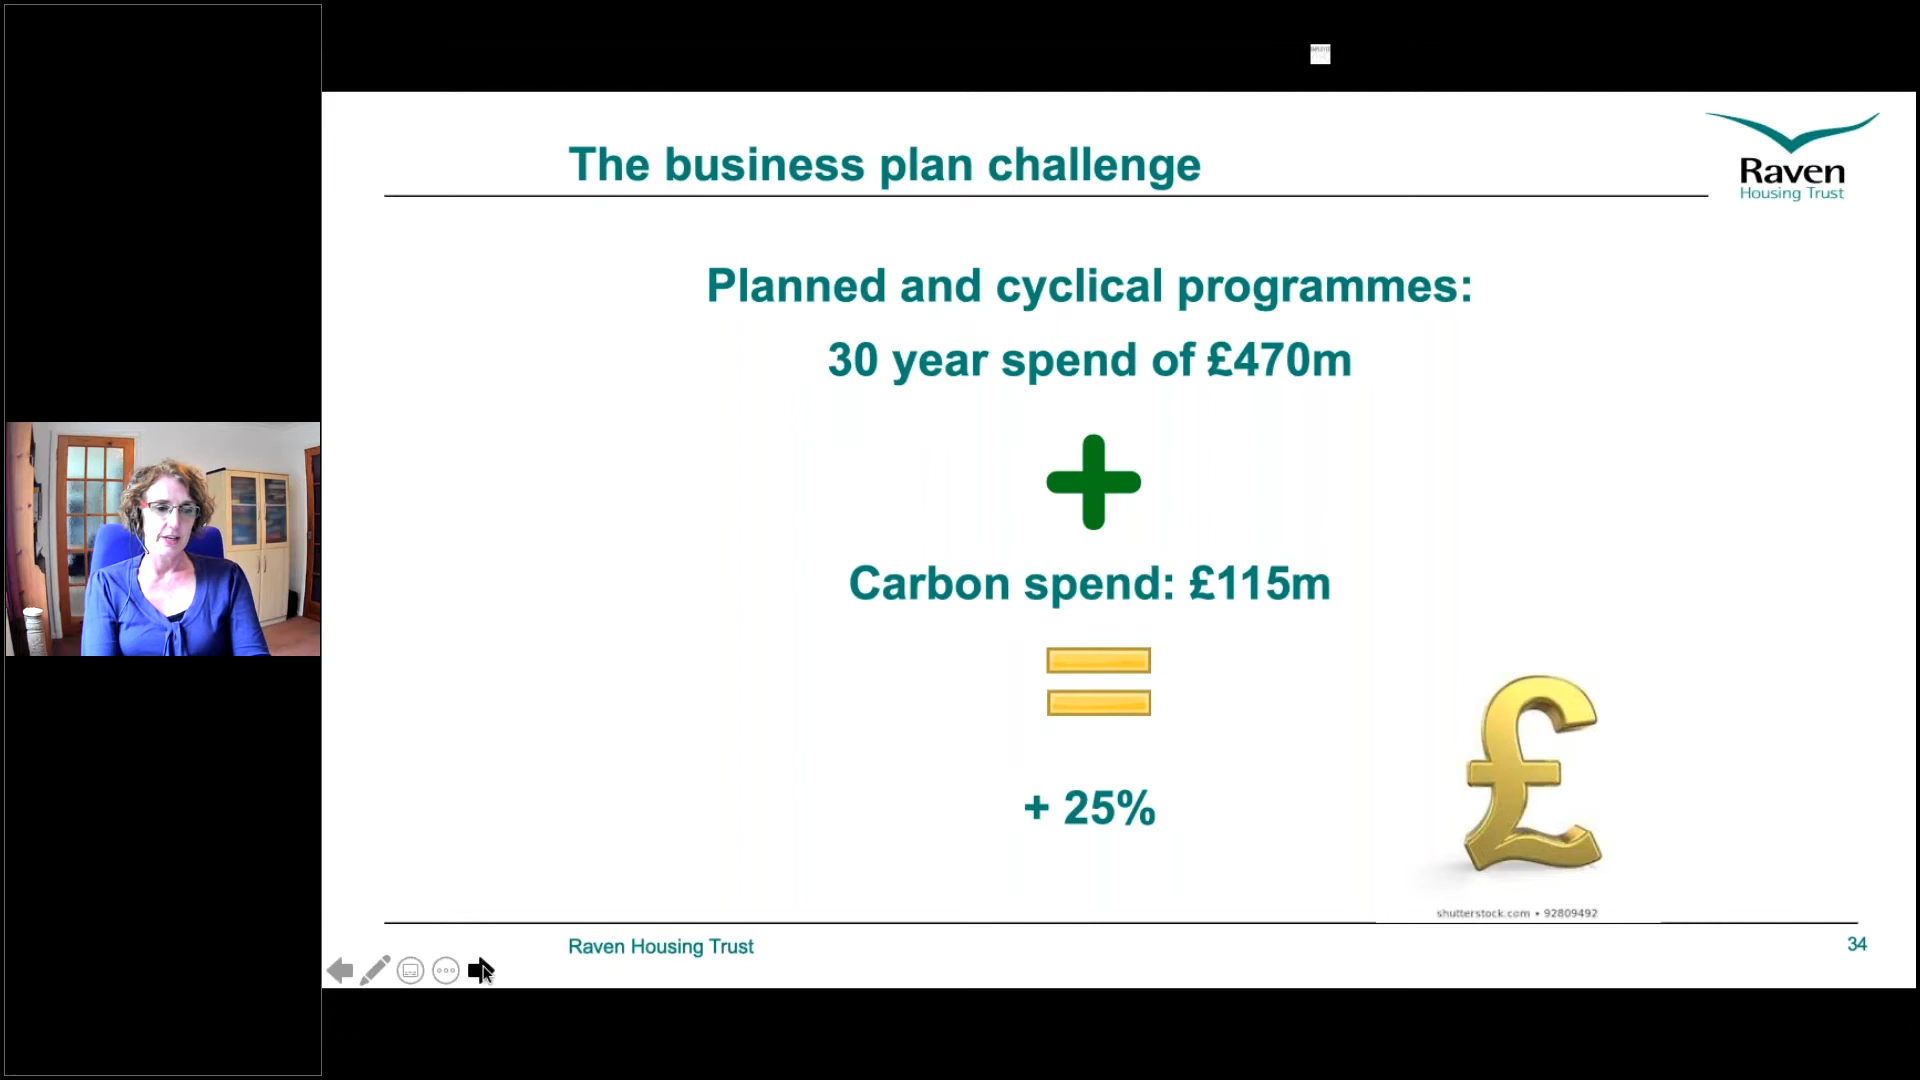 The business plan challenge
Raven
Housing Trust
Planned and cyclical programmes:
30 year spend of £470m
Carbon spend: £115m
+ 25%
shutterstock.com • 92809492
Raven Housing Trust
34